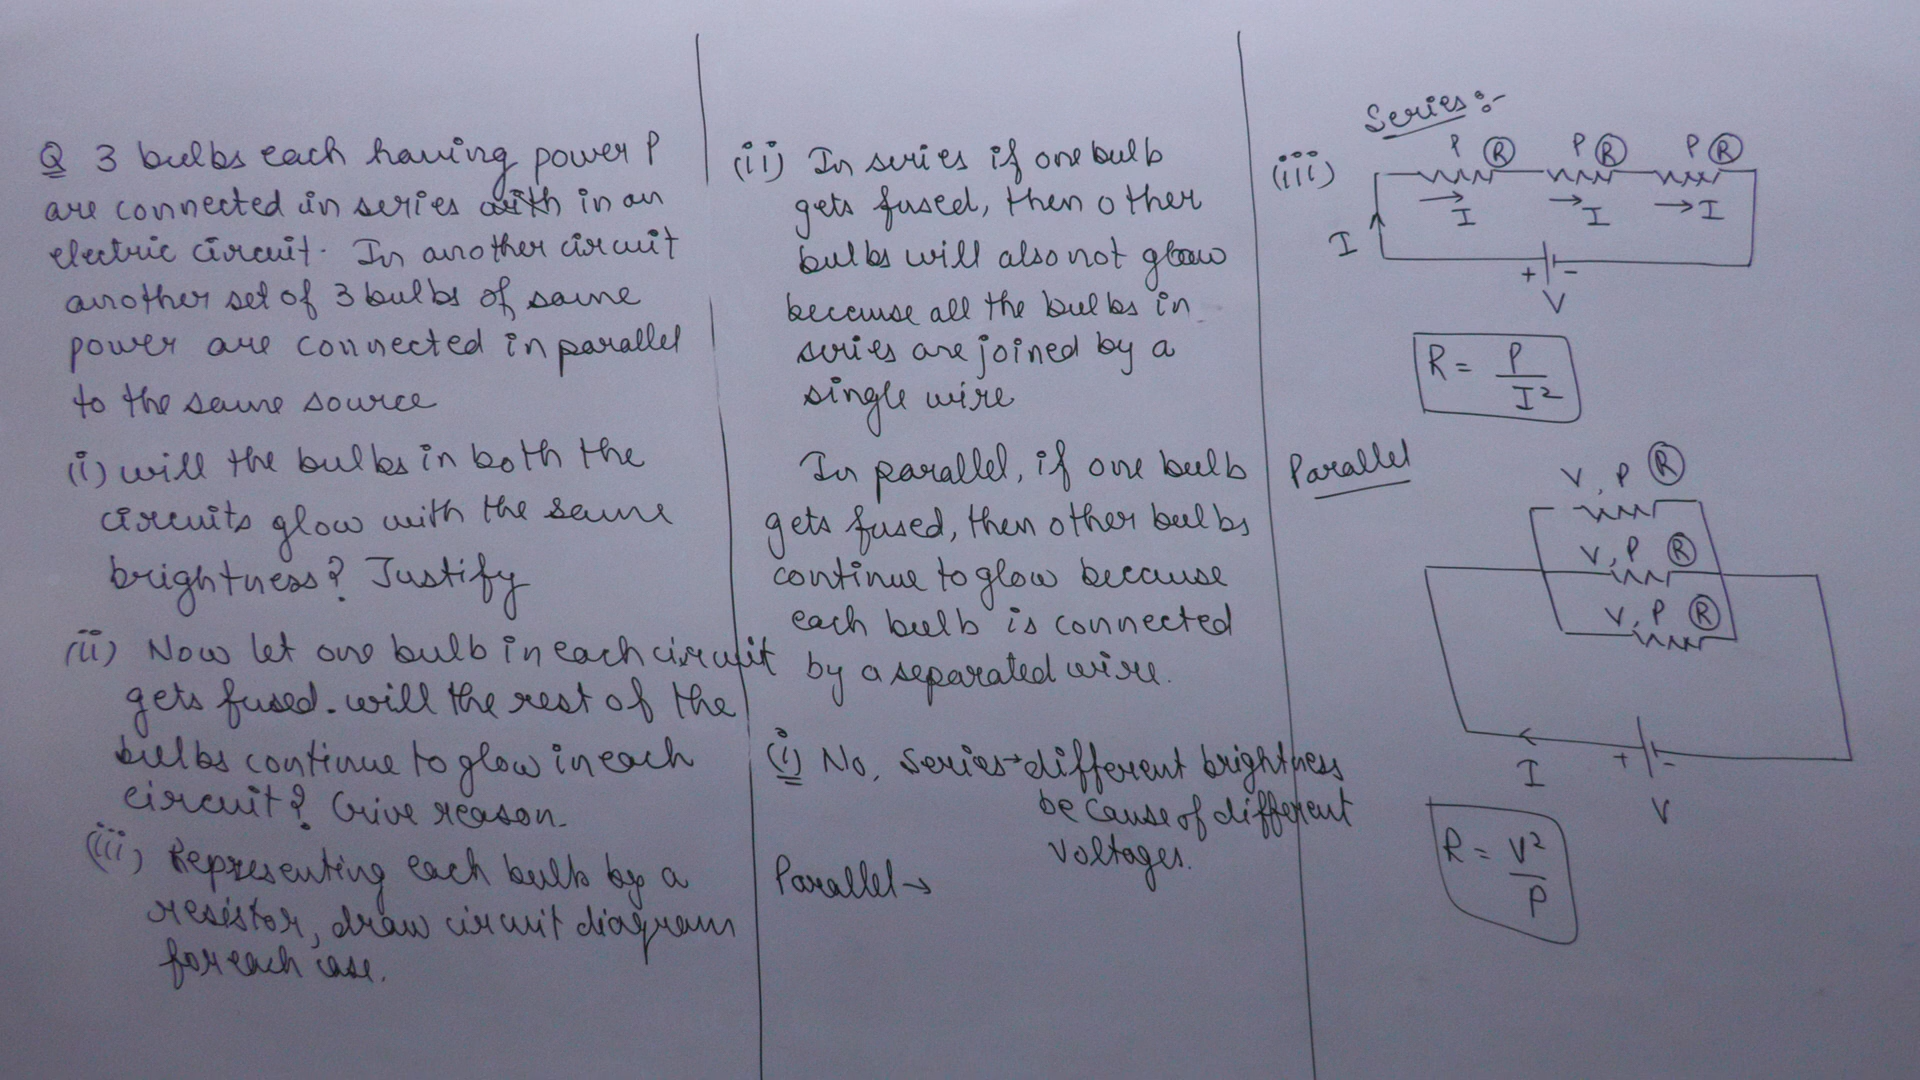 Q 3 bulbs each having power P
are connected in series with in an
electric circuit. In another circuit
another set of 3 bulbs of same
power are connected in parallel
to the same source
(i) will the bulbs in both the
circuits glow with the same
brightness? Justify
(ii) Now let one bulb in each circuit
gets fused. will the rest of the
bulbs continue to glow in each
circuit? Give reason.
(iii) Representing each bulb by a
resistor, draw circuit diagram
for each case.
(ii) In series if one bulb
gets fused, then other
bulbs will also not glow
because all the bulbs in
series are joined by a
single wire
In parallel, if one bulb
gets fused, then other bulbs
continue to glow because
each bulb is connected
by a separated wire.
(i) No. Series→different brightness
because of different
voltages.
Parallel→
Series:-
(iii) P R P R P R
I I I
I
+ -
V
R = P/I²
Parallel
V, P R
V, P R
V, P R
+ -
I
V
R = V²/P